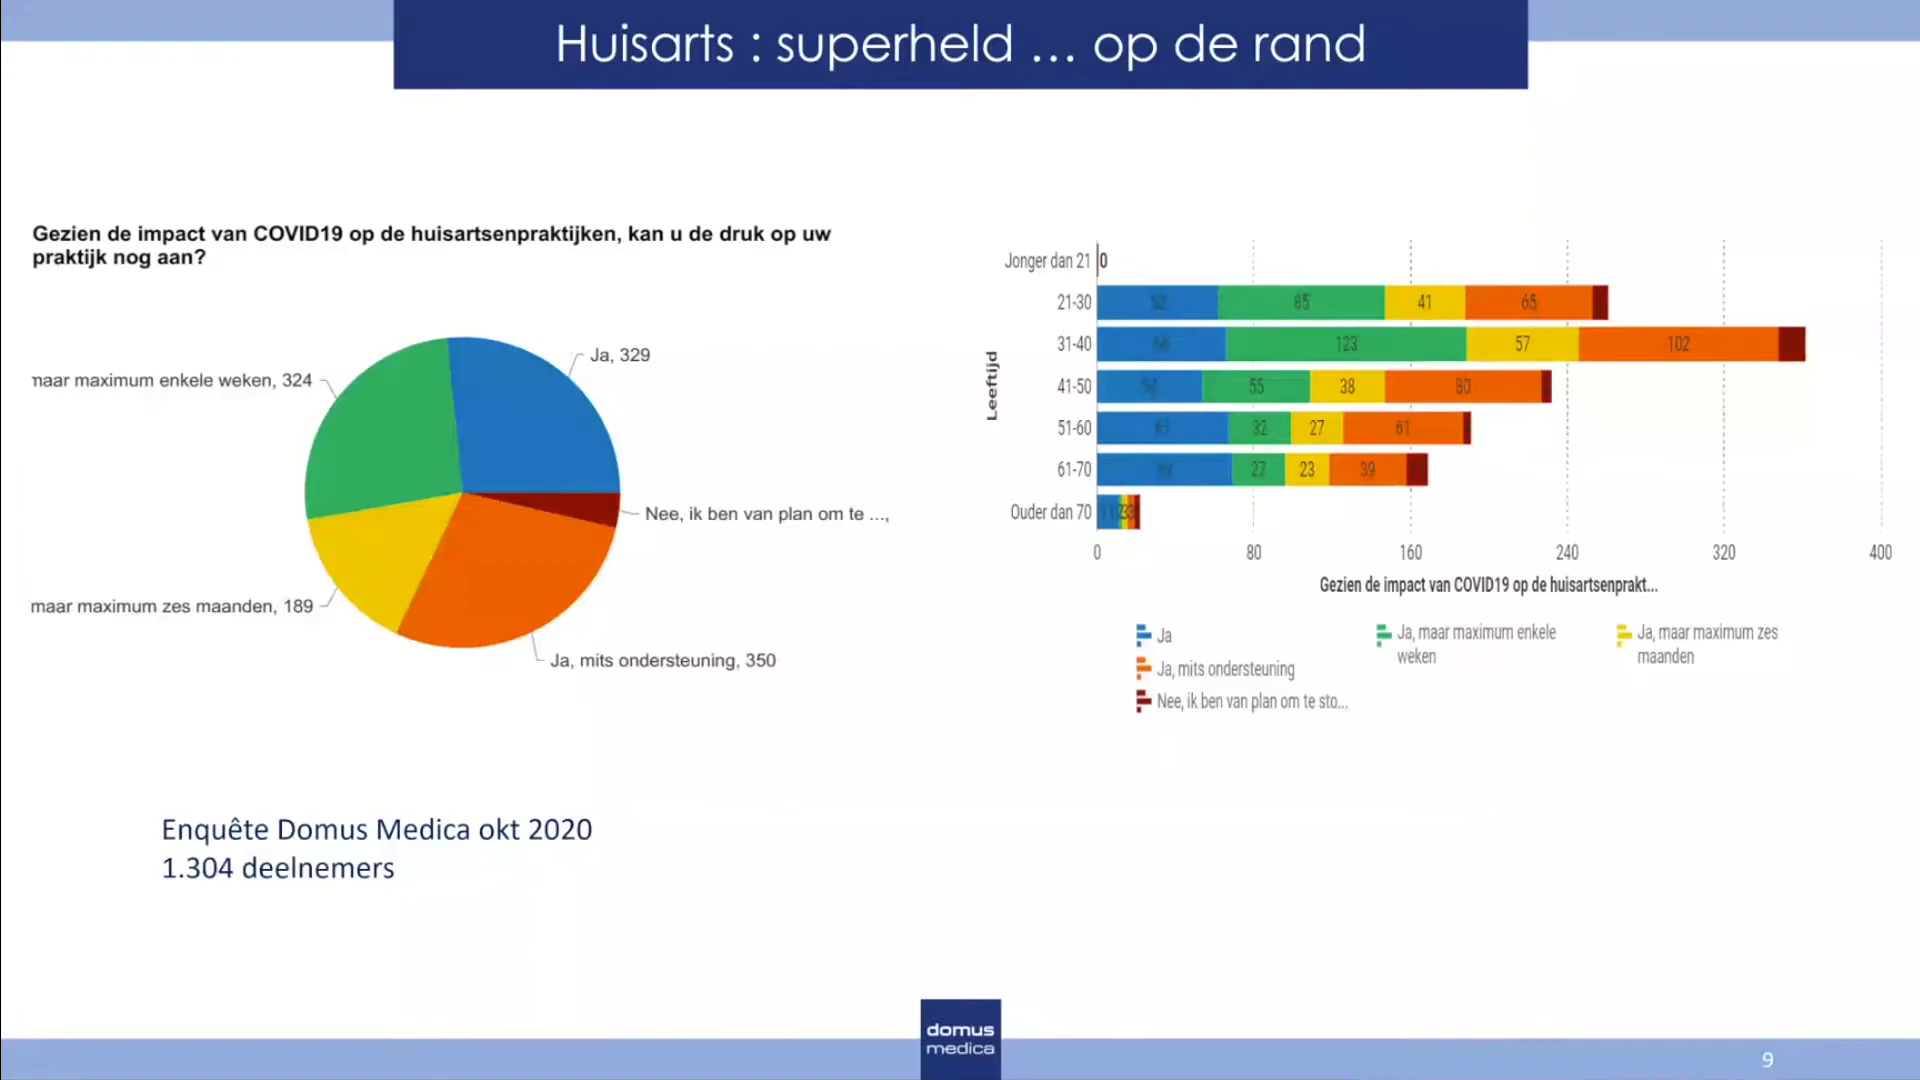 Huisarts : superheld ... op de rand
Gezien de impact van COVID19 op de huisartsenpraktijken, kan u de druk op uw
praktijk nog aan?
Ja, 329
maar maximum enkele weken, 324
Nee, ik ben van plan om te ...,
maar maximum zes maanden, 189
Ja, mits ondersteuning, 350
Leeftijd
Jonger dan 21 0
21-30 85 41 65
31-40 123 57 102
41-50 55 38 80
51-60 32 27 61
61-70 27 23 39
Ouder dan 70
0 80 160 240 320 400
Gezien de impact van COVID19 op de huisartsenprakt...
Ja
Ja, maar maximum enkele
weken
Ja, maar maximum zes
maanden
Ja, mits ondersteuning
Nee, ik ben van plan om te sto...
Enquête Domus Medica okt 2020
1.304 deelnemers
domus
medica
9